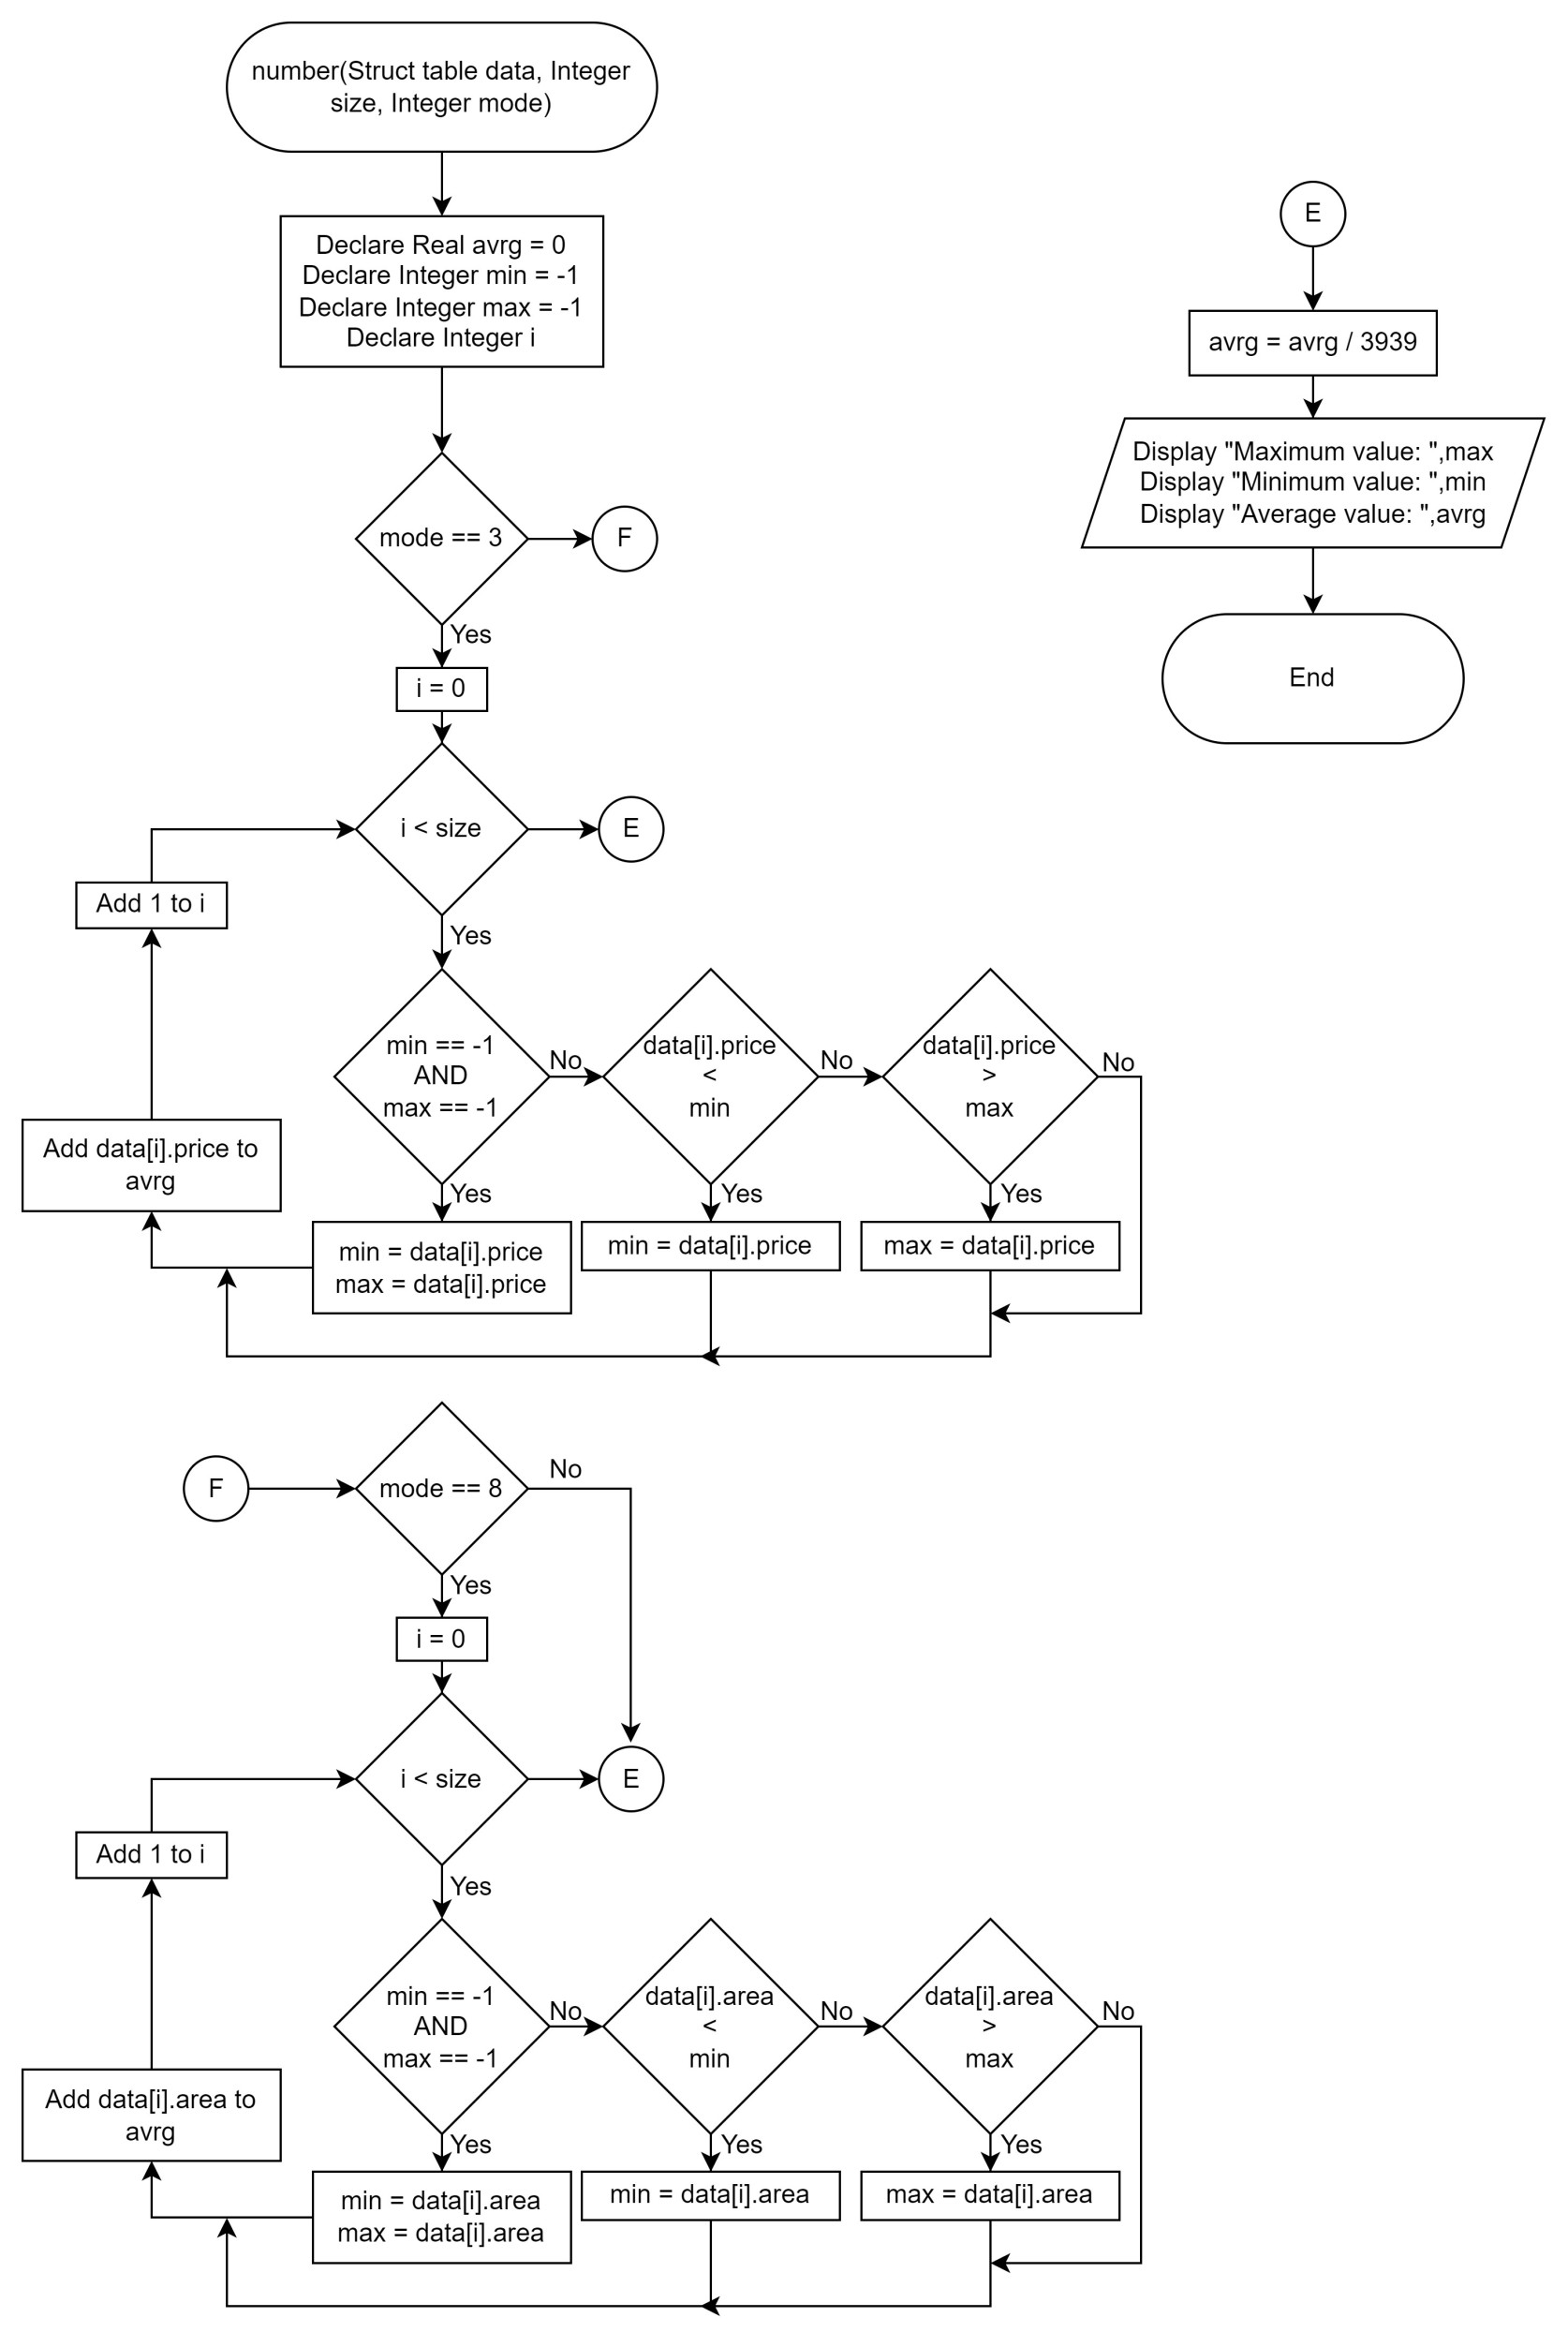 number(Struct table data, Integer
size, Integer mode)
Declare Real avrg = 0
Declare Integer min = -1
Declare Integer max = -1
Declare Integer i
mode == 3
F
Yes
i = 0
i < size
E
Yes
Add 1 to i
min == -1
AND
max == -1
No
data[i].price
<
min
No
data[i].price
>
max
No
Add data[i].price to
avrg
Yes
min = data[i].price
max = data[i].price
Yes
min = data[i].price
Yes
max = data[i].price
E
avrg = avrg / 3939
Display "Maximum value: ",max
Display "Minimum value: ",min
Display "Average value: ",avrg
End
F
mode == 8
No
Yes
i = 0
i < size
E
Yes
Add 1 to i
min == -1
AND
max == -1
No
data[i].area
<
min
No
data[i].area
>
max
No
Add data[i].area to
avrg
Yes
min = data[i].area
max = data[i].area
Yes
min = data[i].area
Yes
max = data[i].area